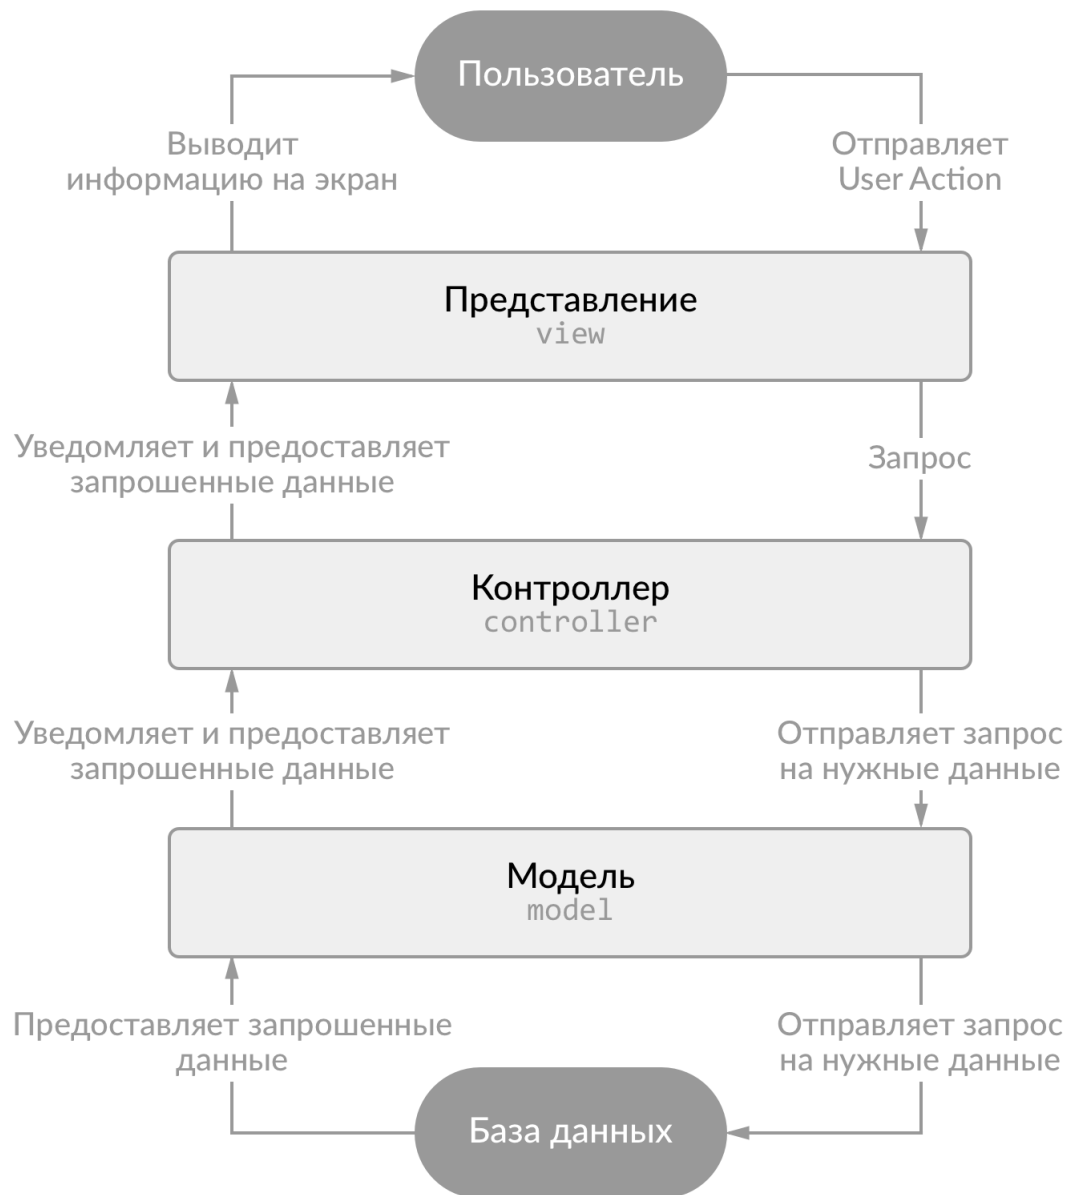 Пользователь
Выводит
информацию на экран
Отправляет
User Action
Представление
view
Уведомляет и предоставляет
запрошенные данные
Запрос
Контроллер
controller
Уведомляет и предоставляет
запрошенные данные
Отправляет запрос
на нужные данные
Модель
model
Предоставляет запрошенные
данные
Отправляет запрос
на нужные данные
База данных